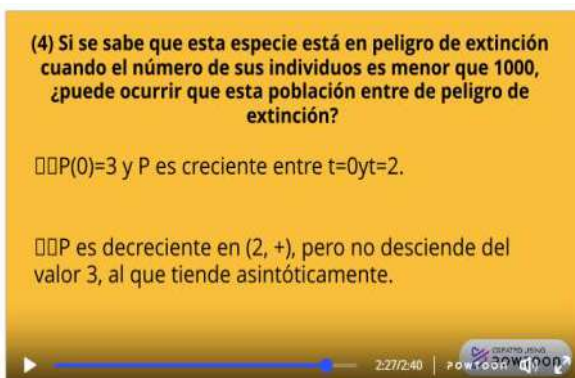 (4) Si se sabe que esta especie está en peligro de extinción
cuando el número de sus individuos es menor que 1000,
¿puede ocurrir que esta población entre de peligro de
extinción?
▯▯P(0)=3 y P es creciente entre t=0yt=2.
▯▯P es decreciente en (2, +), pero no desciende del
valor 3, al que tiende asintóticamente.
2:27/2:40
CREATED USING
POWTOON